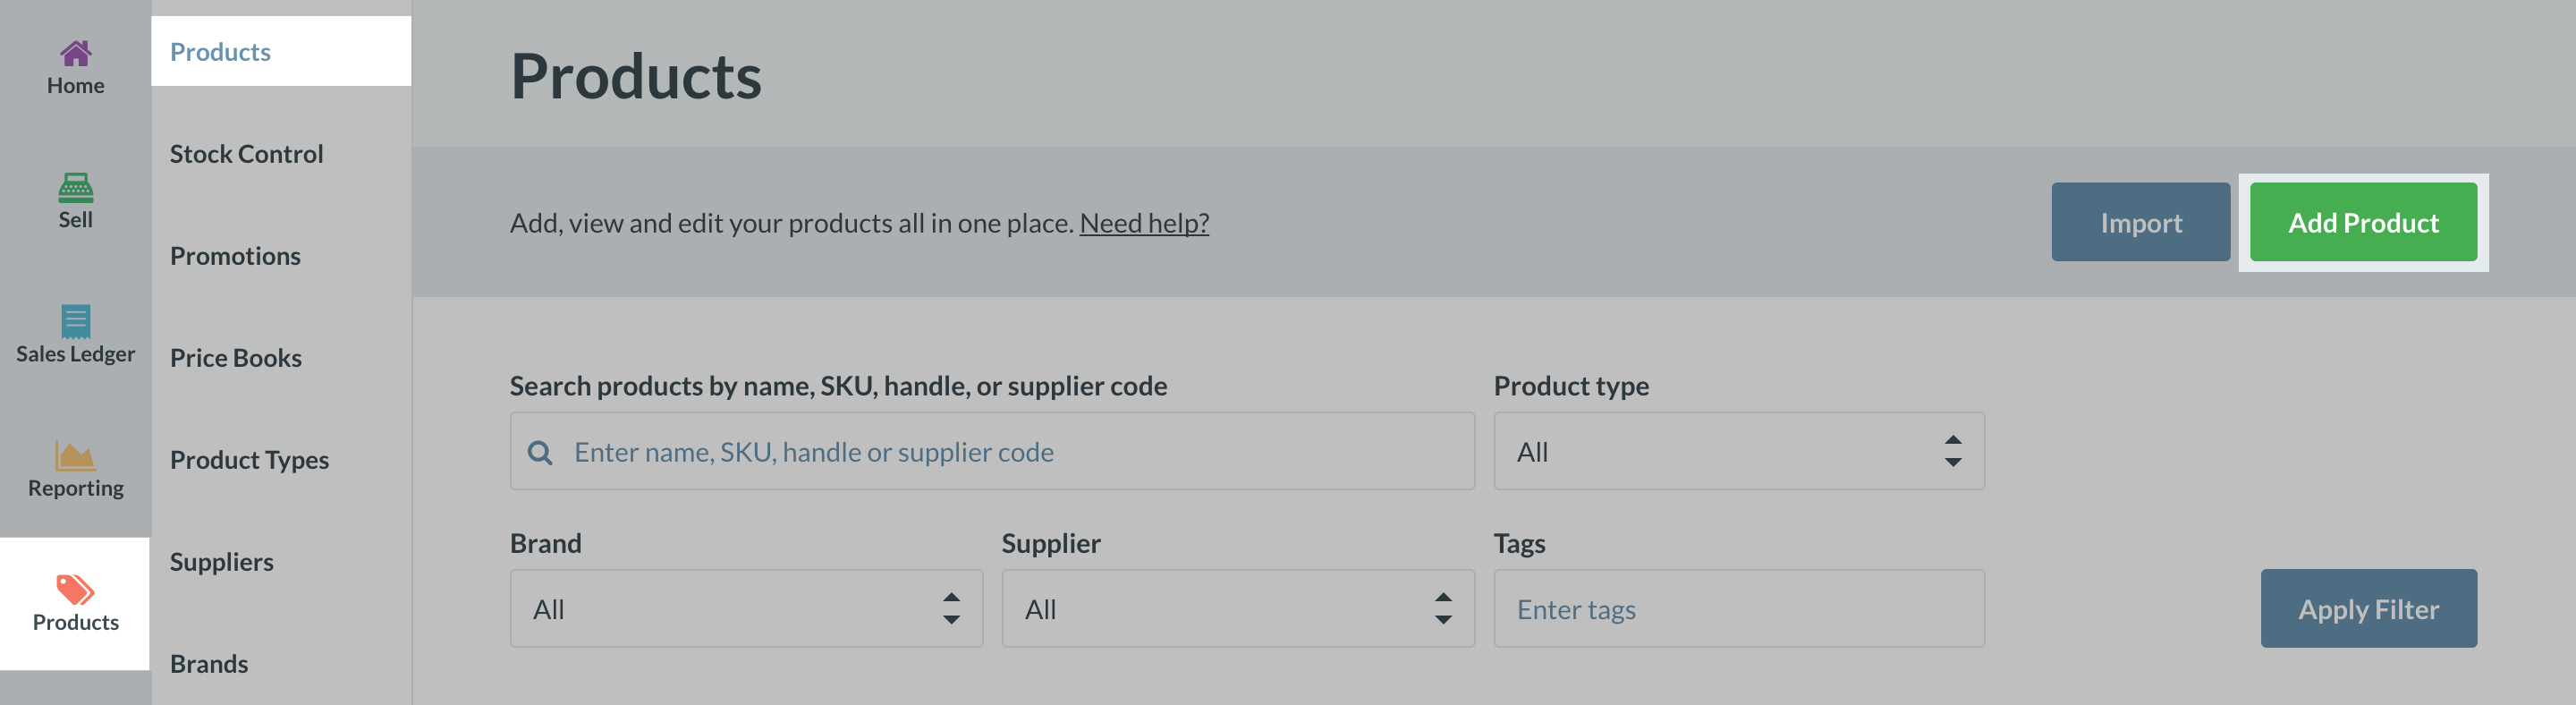 Home
Sell
Sales Ledger
Reporting
Products
Products
Stock Control
Promotions
Price Books
Product Types
Suppliers
Brands
Products
Add, view and edit your products all in one place. Need help?
Import
Add Product
Search products by name, SKU, handle, or supplier code
Enter name, SKU, handle or supplier code
Product type
All
Brand
All
Supplier
All
Tags
Enter tags
Apply Filter